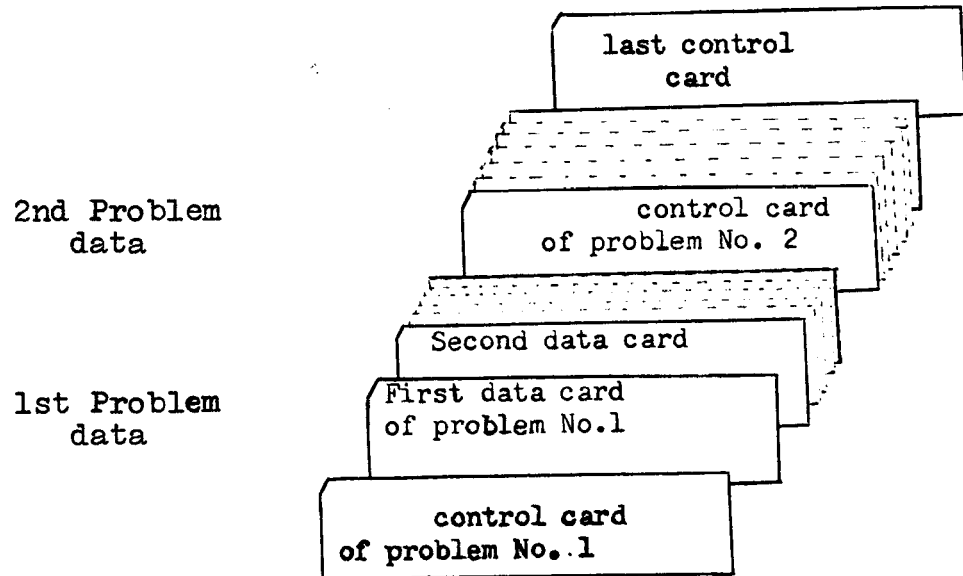 last control
card
2nd Problem
data
control card
of problem No. 2
Second data card
1st Problem
data
First data card
of problem No.1
control card
of problem No. 1